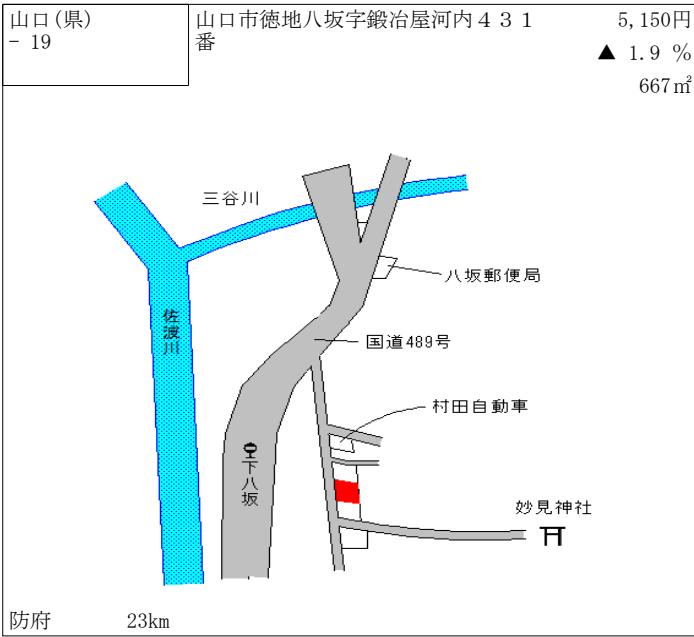 山口(県)
- 19
山口市徳地八坂字鍛冶屋河内４３１
番
5,150円
▲ 1.9 %
667㎡
三谷川
八坂郵便局
佐波川
国道489号
村田自動車
下八坂
妙見神社
防府 23km